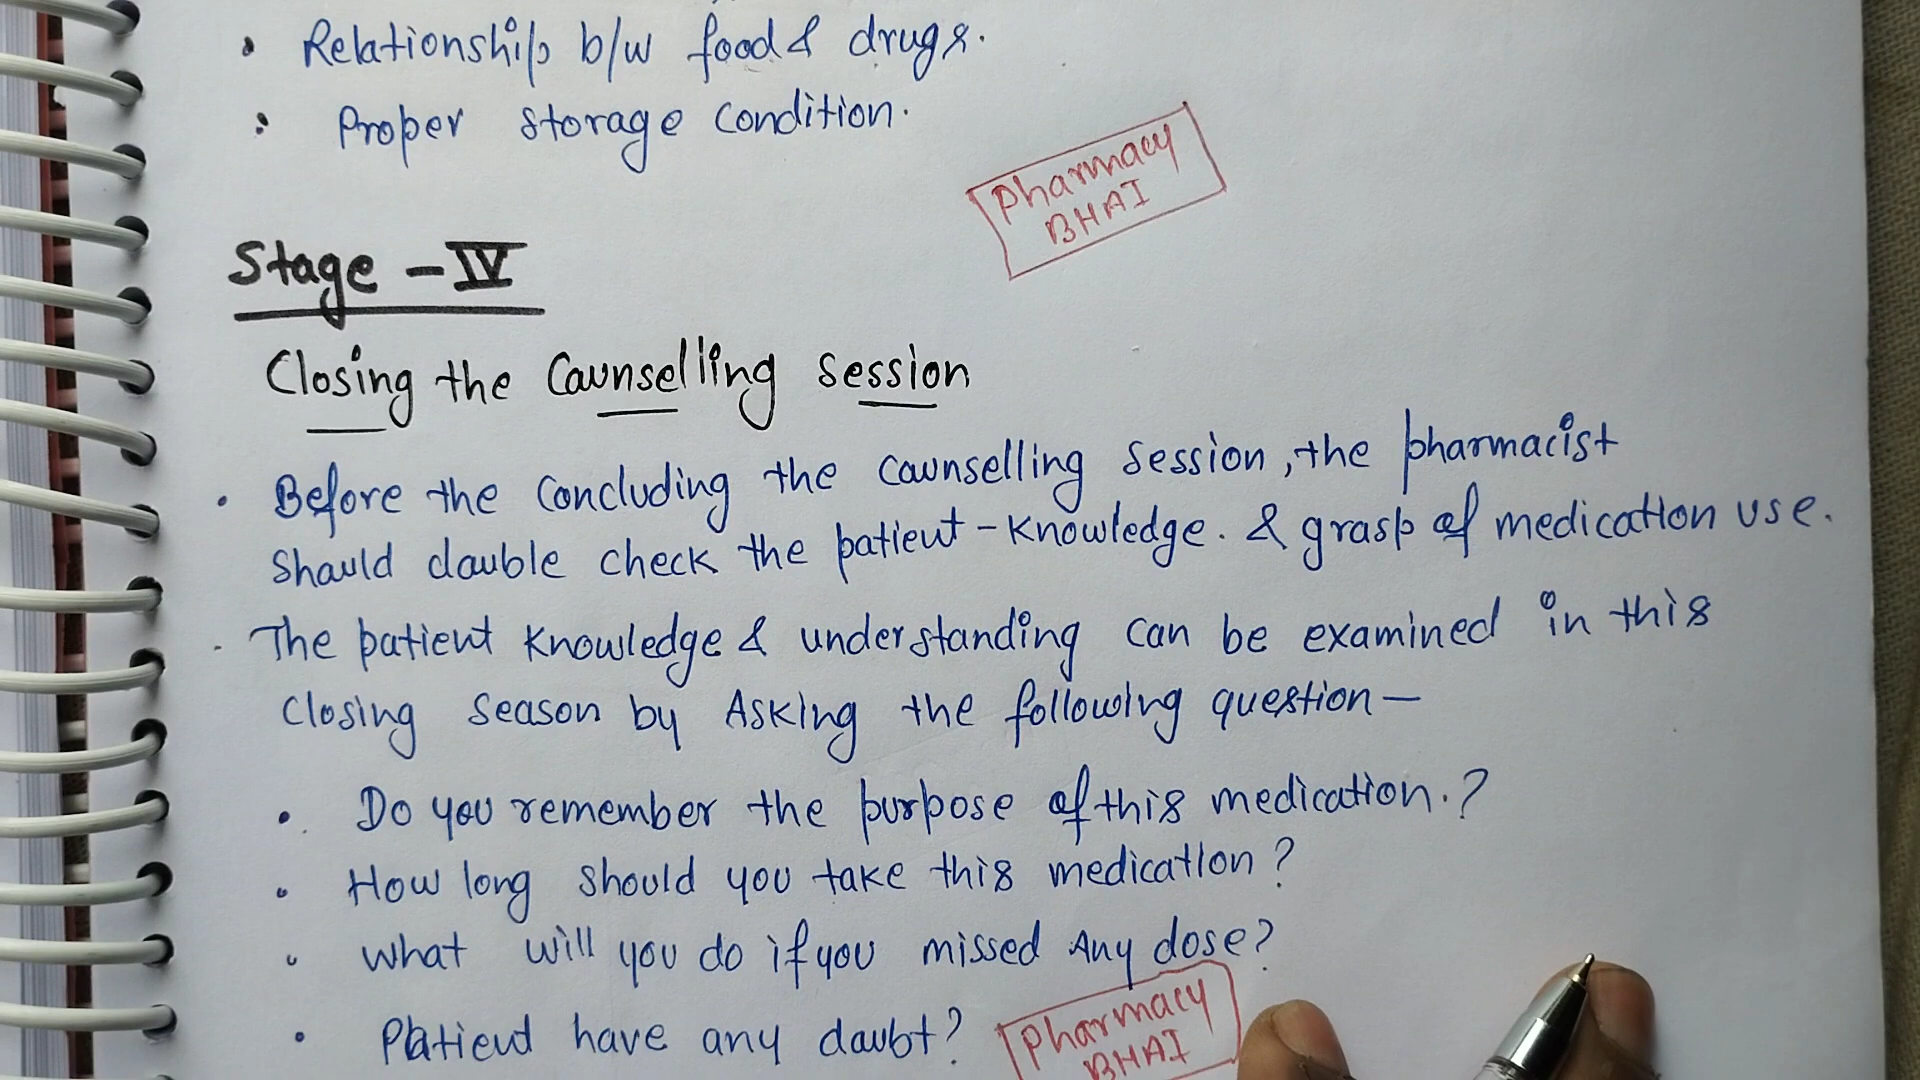 • Relationship b/w food & drugs.
• Proper storage condition.
Pharmacy
BHAI
Stage - IV
Closing the Counselling session
• Before the Concluding the Counselling Session, the pharmacist
Should double check the patient - Knowledge. & grasp of medication use.
• The patient Knowledge & understanding can be examined in this
Closing Season by Asking the following question —
• Do you remember the purpose of this medication.?
• How long should you take this medication?
• What will you do if you missed Any dose?
• Patient have any doubt?
Pharmacy
BHAI